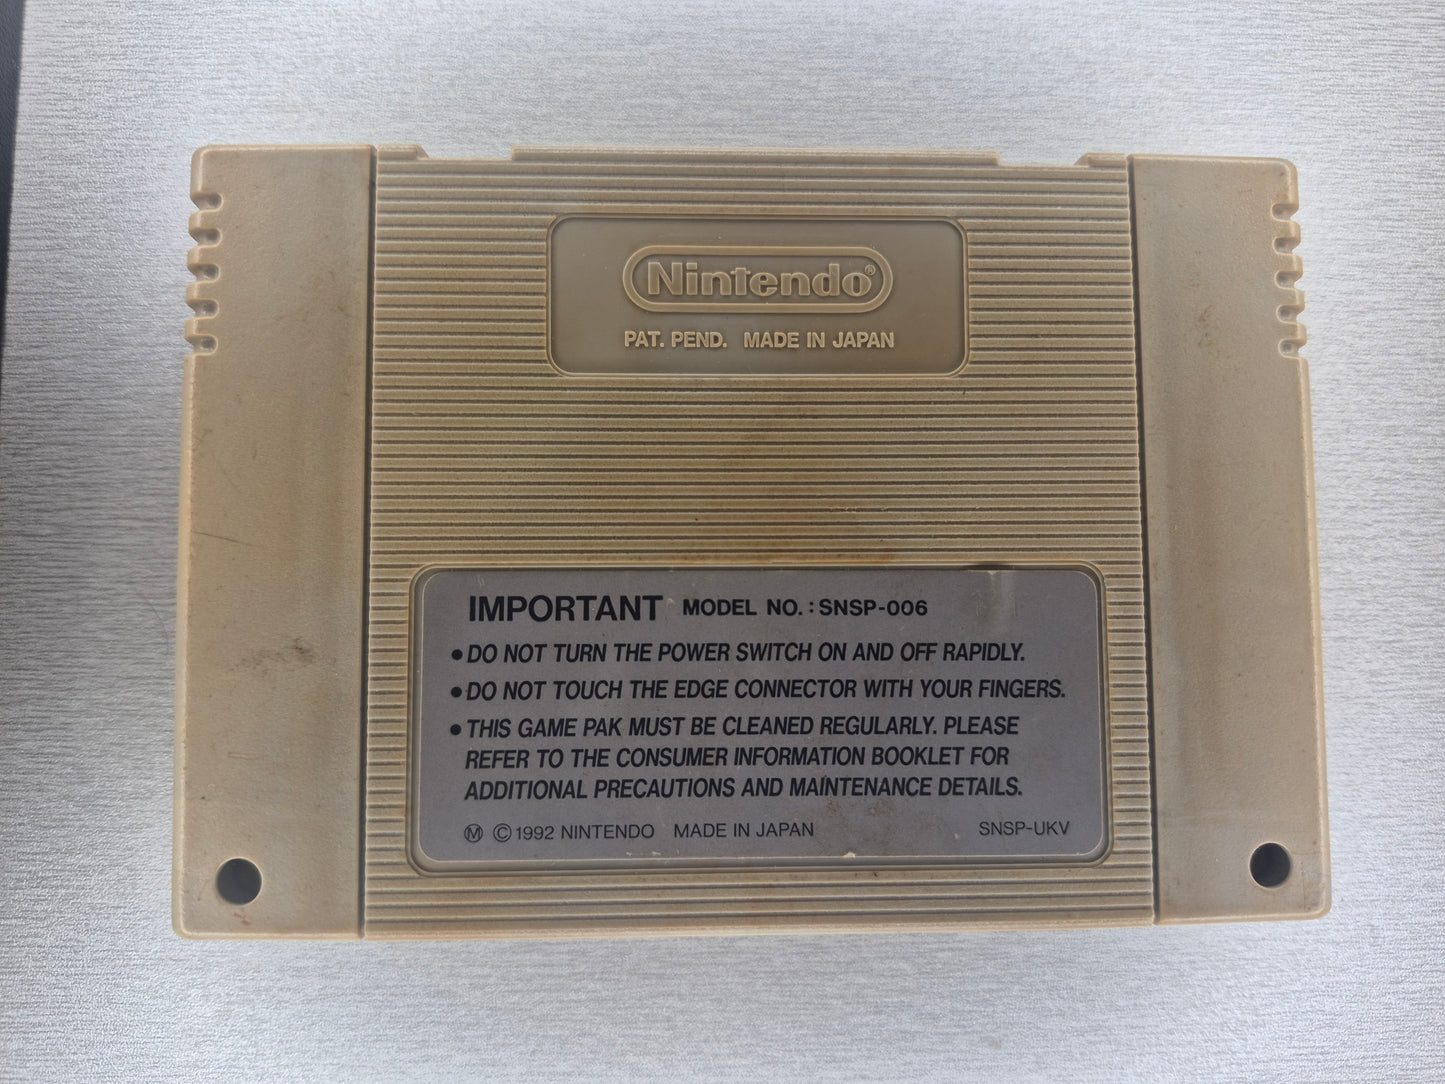 Nintendo®
PAT. PEND. MADE IN JAPAN
IMPORTANT MODEL NO. : SNSP-006
● DO NOT TURN THE POWER SWITCH ON AND OFF RAPIDLY.
● DO NOT TOUCH THE EDGE CONNECTOR WITH YOUR FINGERS.
● THIS GAME PAK MUST BE CLEANED REGULARLY. PLEASE
REFER TO THE CONSUMER INFORMATION BOOKLET FOR
ADDITIONAL PRECAUTIONS AND MAINTENANCE DETAILS.
Ⓜ © 1992 NINTENDO MADE IN JAPAN SNSP-UKV